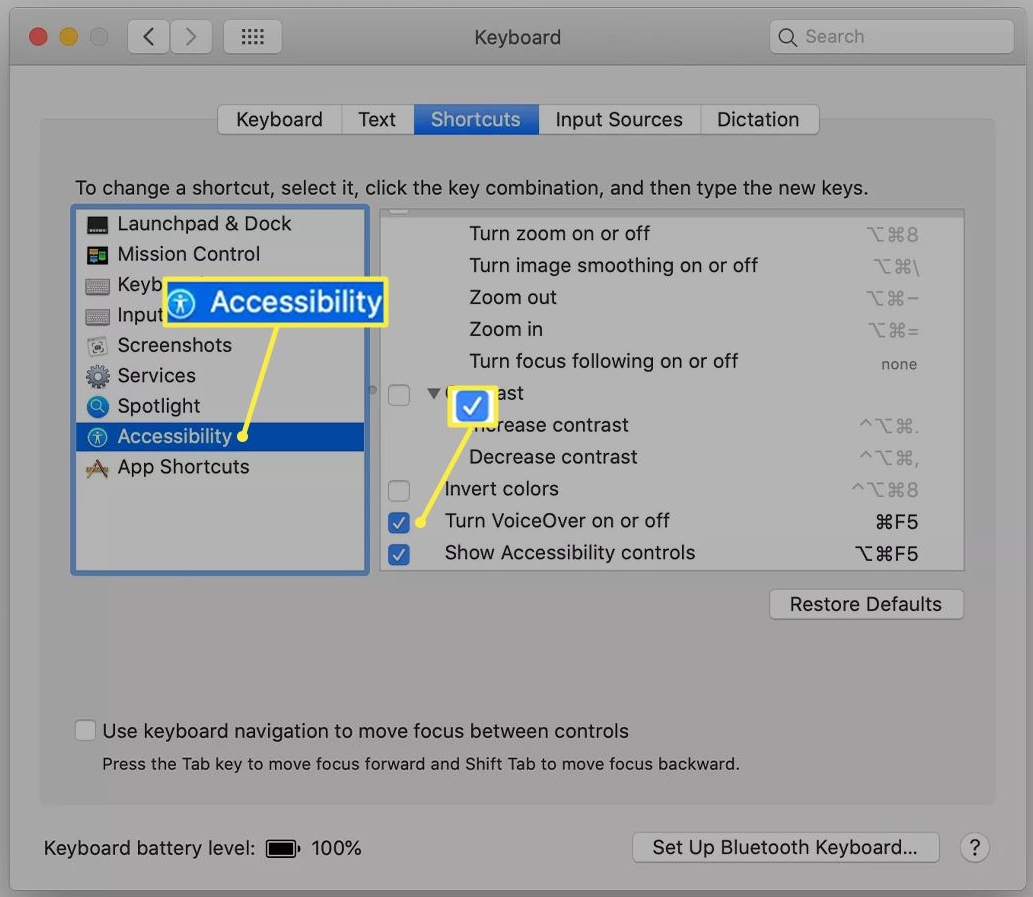 Keyboard
Search
Keyboard Text Shortcuts Input Sources Dictation
To change a shortcut, select it, click the key combination, and then type the new keys.
Launchpad & Dock
Mission Control
Keyb
Input
Accessibility
Screenshots
Services
Spotlight
Accessibility
App Shortcuts
Turn zoom on or off ⌥⌘8
Turn image smoothing on or off ⌥⌘\
Zoom out ⌥⌘−
Zoom in ⌥⌘=
Turn focus following on or off none
ast
Increase contrast ^⌥⌘.
Decrease contrast ^⌥⌘,
Invert colors ^⌥⌘8
Turn VoiceOver on or off ⌘F5
Show Accessibility controls ⌥⌘F5
Restore Defaults
Use keyboard navigation to move focus between controls
Press the Tab key to move focus forward and Shift Tab to move focus backward.
Keyboard battery level: 100%
Set Up Bluetooth Keyboard... ?